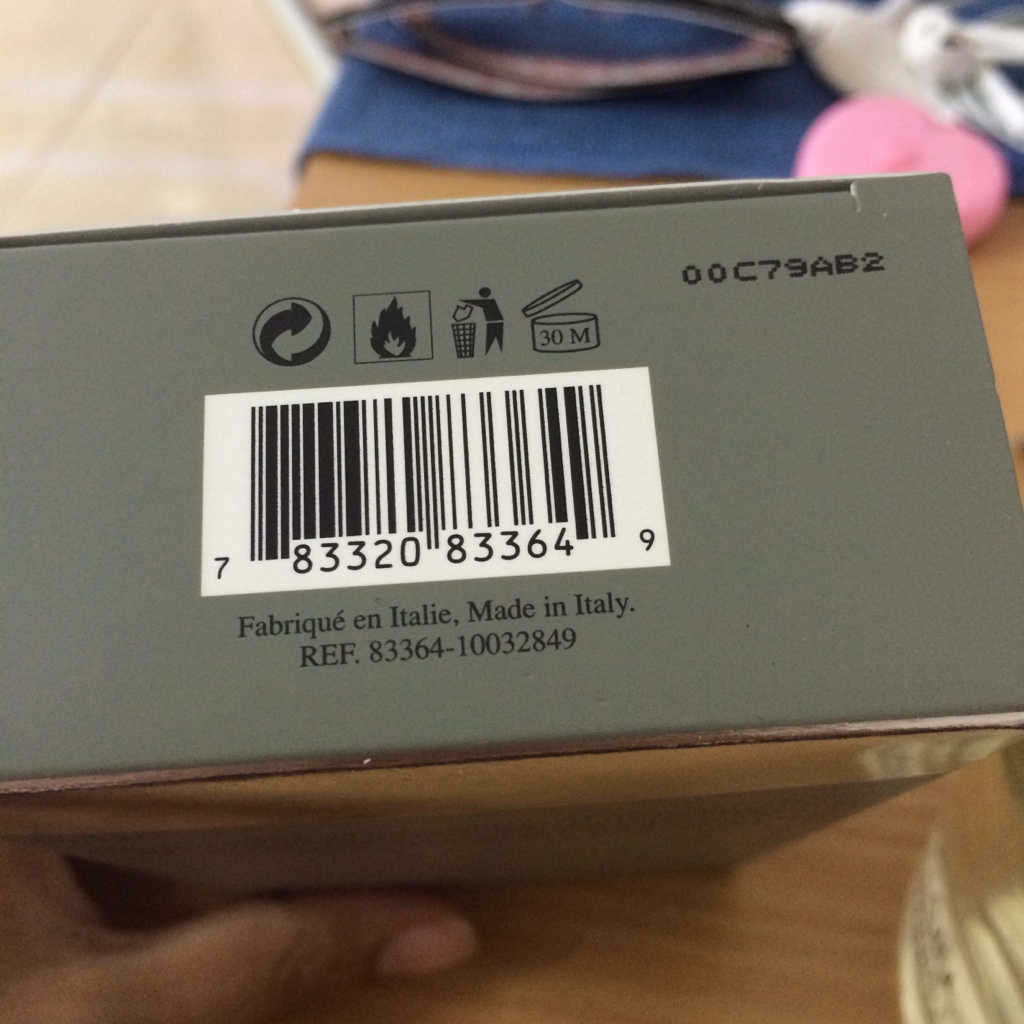 00C79AB2
30 M
7 83320 83364 9
Fabriqué en Italie, Made in Italy.
REF. 83364-10032849